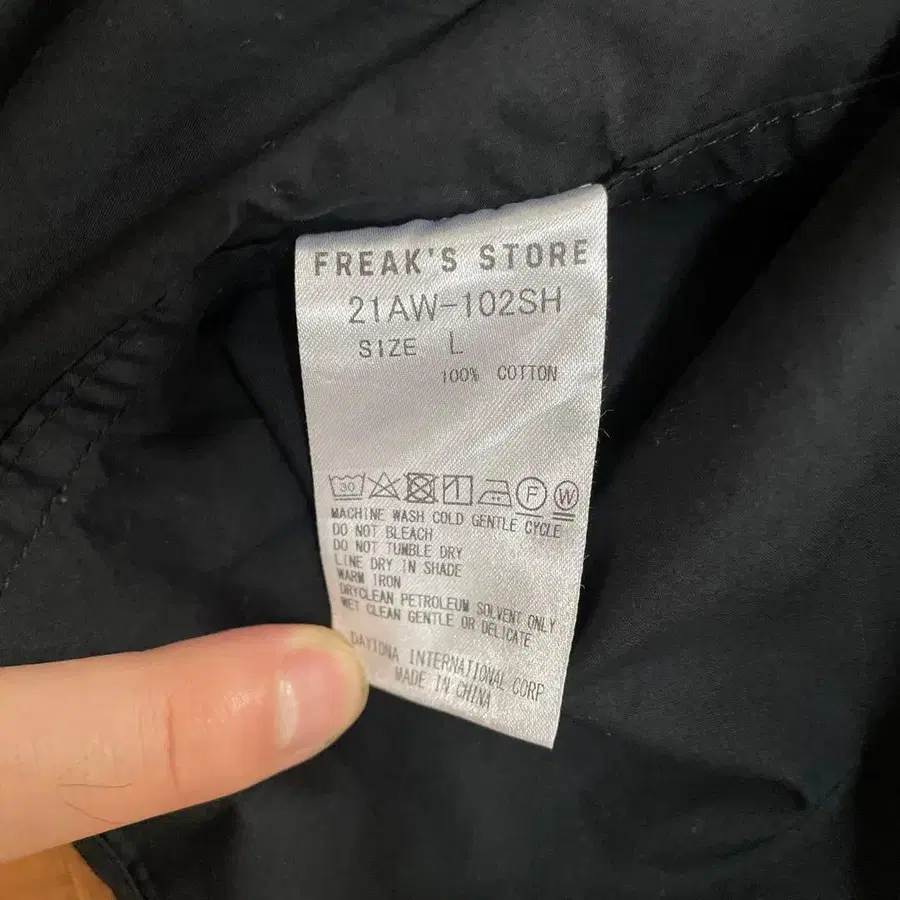 FREAK'S STORE
21AW-102SH
SIZE L
100% COTTON
30 F W
MACHINE WASH COLD GENTLE CYCLE
DO NOT BLEACH
DO NOT TUMBLE DRY
LINE DRY IN SHADE
WARM IRON
DRYCLEAN PETROLEUM SOLVENT ONLY
WET CLEAN GENTLE OR DELICATE
DAYTONA INTERNATIONAL CORP
MADE IN CHINA